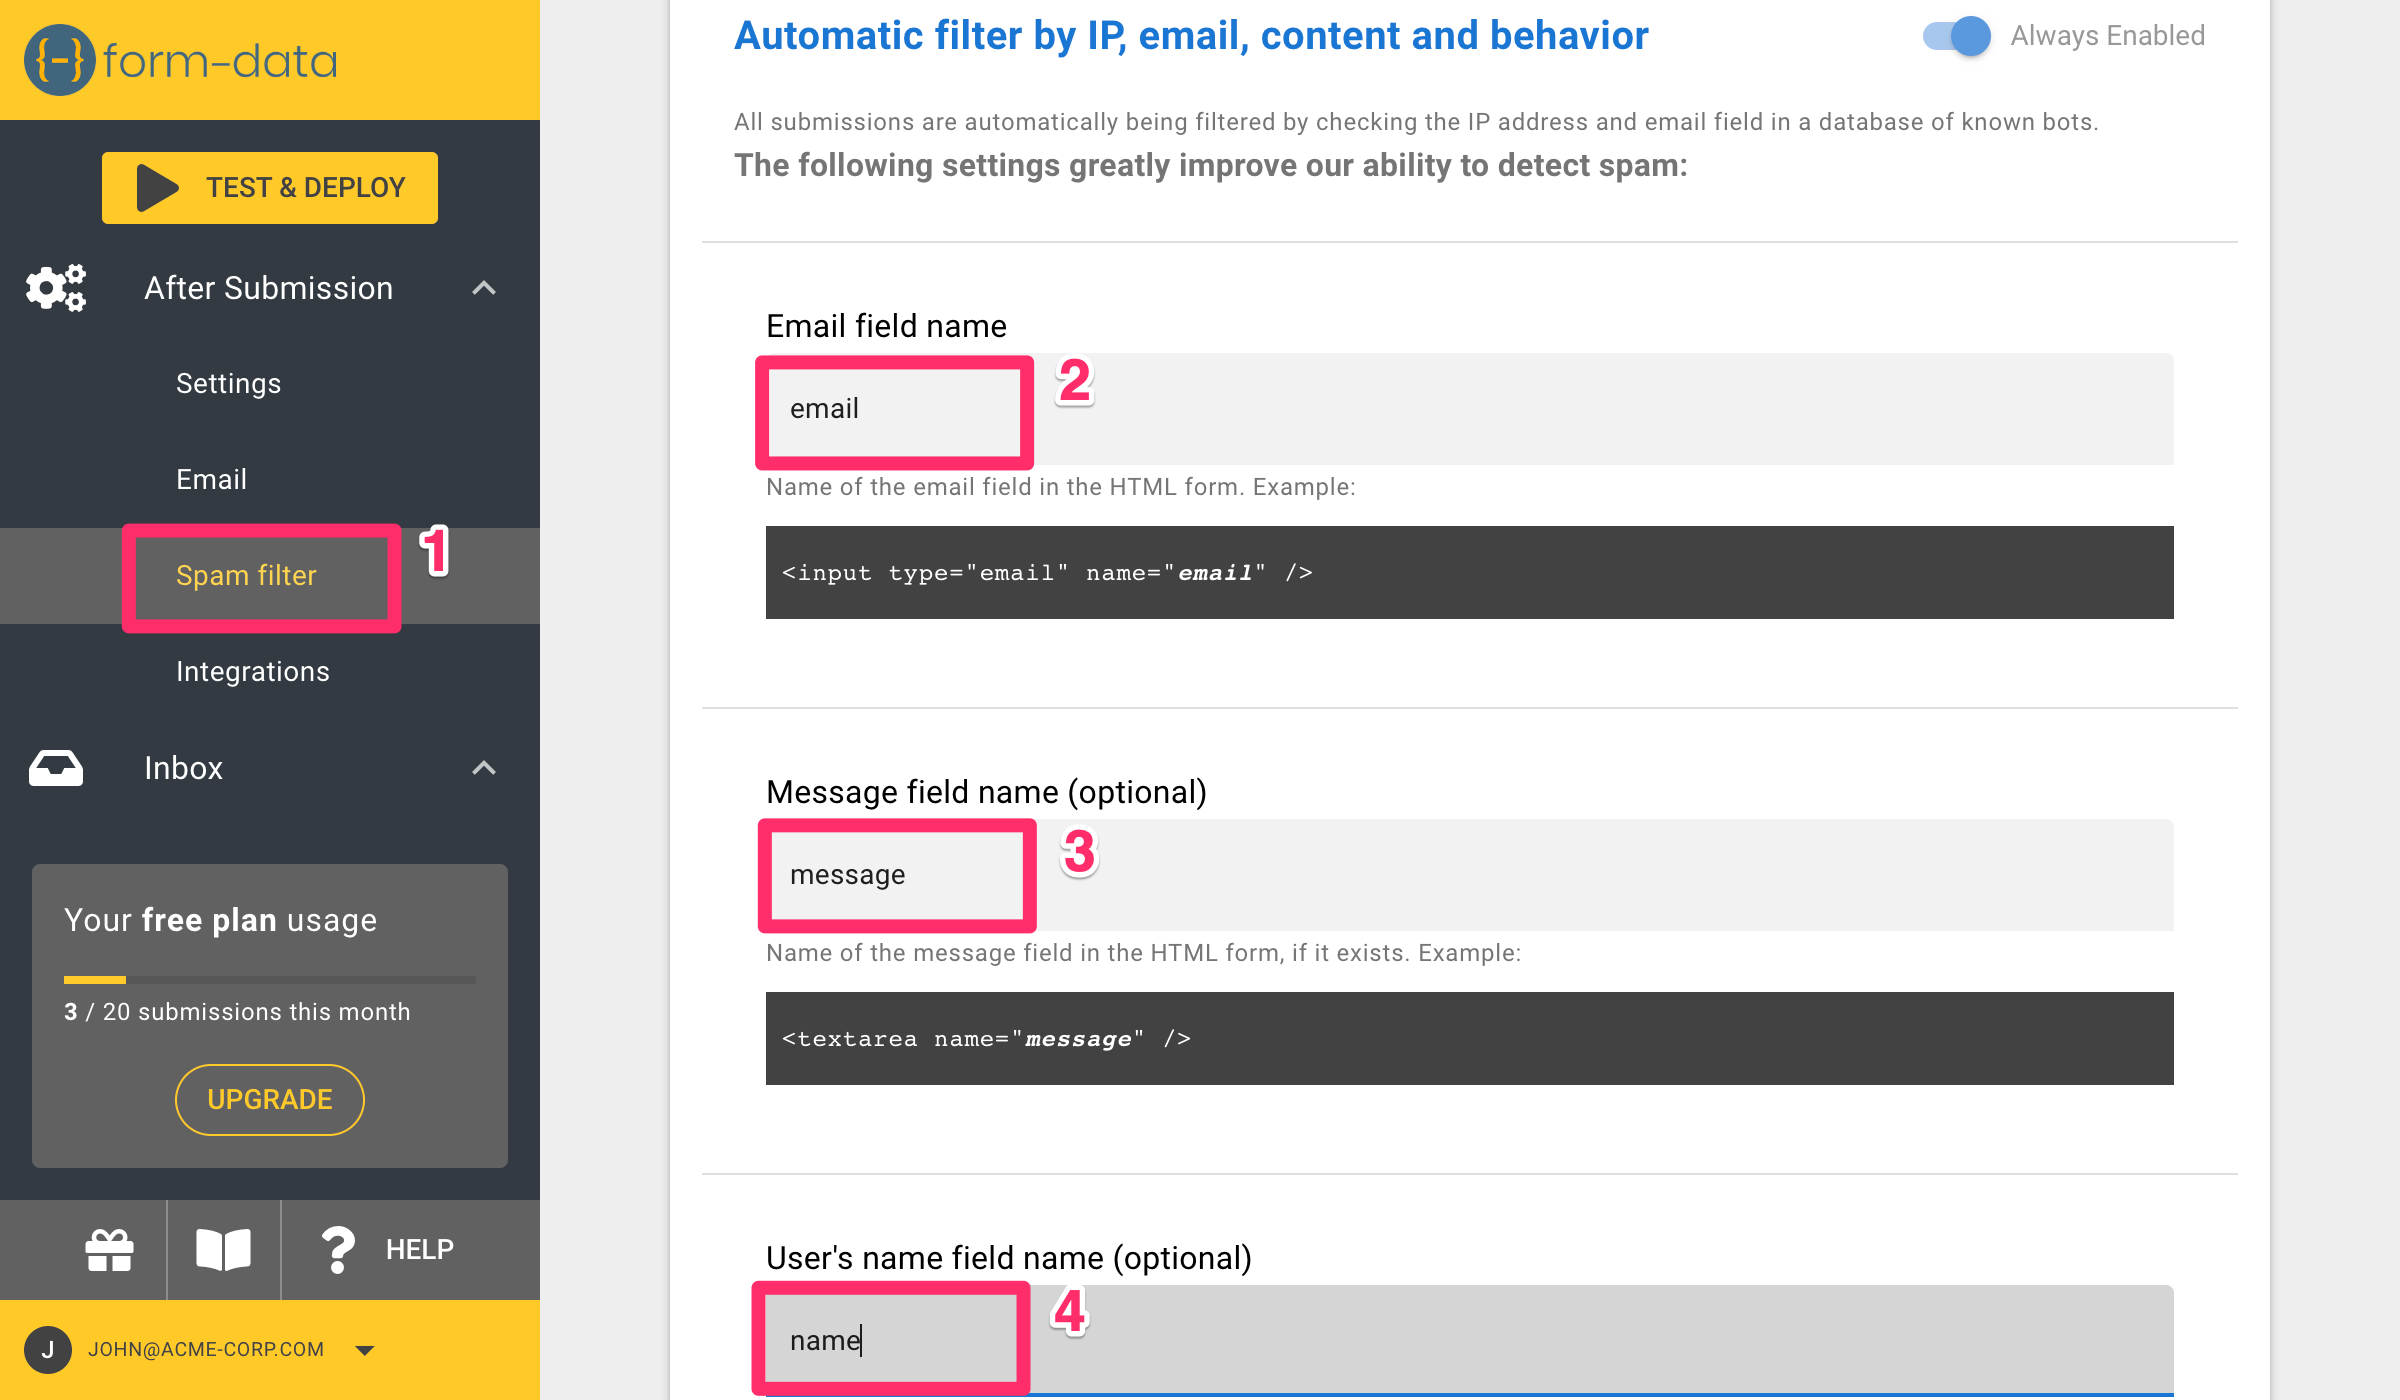 {-} form-data
TEST & DEPLOY
After Submission
Settings
Email
Spam filter
1
Integrations
Inbox
Your free plan usage
3 / 20 submissions this month
UPGRADE
HELP
J JOHN@ACME-CORP.COM
Automatic filter by IP, email, content and behavior
Always Enabled
All submissions are automatically being filtered by checking the IP address and email field in a database of known bots.
The following settings greatly improve our ability to detect spam:
Email field name
email
2
Name of the email field in the HTML form. Example:
<input type="email" name="email" />
Message field name (optional)
message
3
Name of the message field in the HTML form, if it exists. Example:
<textarea name="message" />
User's name field name (optional)
name
4